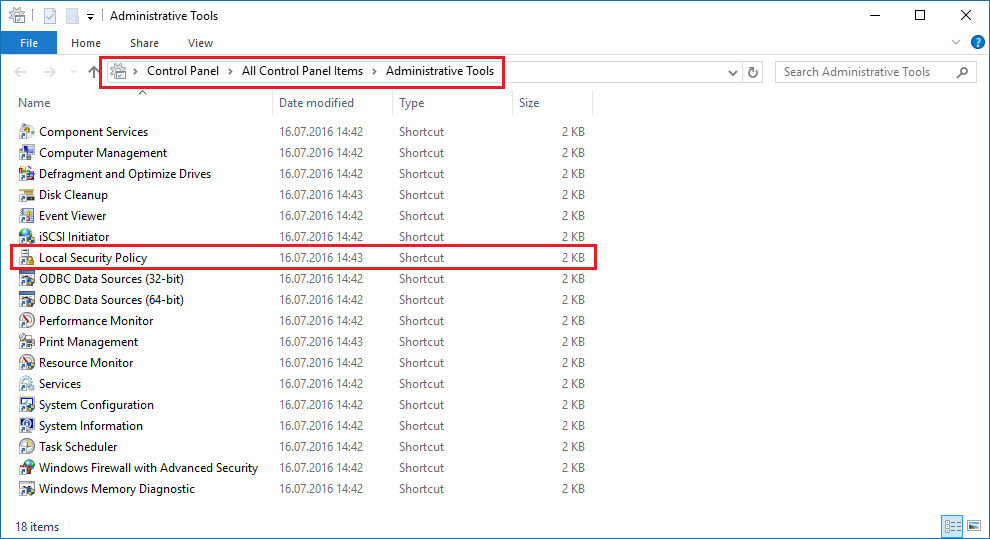 Administrative Tools
File Home Share View
Control Panel All Control Panel Items Administrative Tools Search Administrative Tools
Name Date modified Type Size
Component Services 16.07.2016 14:42 Shortcut 2 KB
Computer Management 16.07.2016 14:42 Shortcut 2 KB
Defragment and Optimize Drives 16.07.2016 14:42 Shortcut 2 KB
Disk Cleanup 16.07.2016 14:43 Shortcut 2 KB
Event Viewer 16.07.2016 14:42 Shortcut 2 KB
iSCSI Initiator 16.07.2016 14:42 Shortcut 2 KB
Local Security Policy 16.07.2016 14:43 Shortcut 2 KB
ODBC Data Sources (32-bit) 16.07.2016 14:42 Shortcut 2 KB
ODBC Data Sources (64-bit) 16.07.2016 14:42 Shortcut 2 KB
Performance Monitor 16.07.2016 14:42 Shortcut 2 KB
Print Management 16.07.2016 14:43 Shortcut 2 KB
Resource Monitor 16.07.2016 14:42 Shortcut 2 KB
Services 16.07.2016 14:42 Shortcut 2 KB
System Configuration 16.07.2016 14:42 Shortcut 2 KB
System Information 16.07.2016 14:42 Shortcut 2 KB
Task Scheduler 16.07.2016 14:42 Shortcut 2 KB
Windows Firewall with Advanced Security 16.07.2016 14:42 Shortcut 2 KB
Windows Memory Diagnostic 16.07.2016 14:42 Shortcut 2 KB
18 items